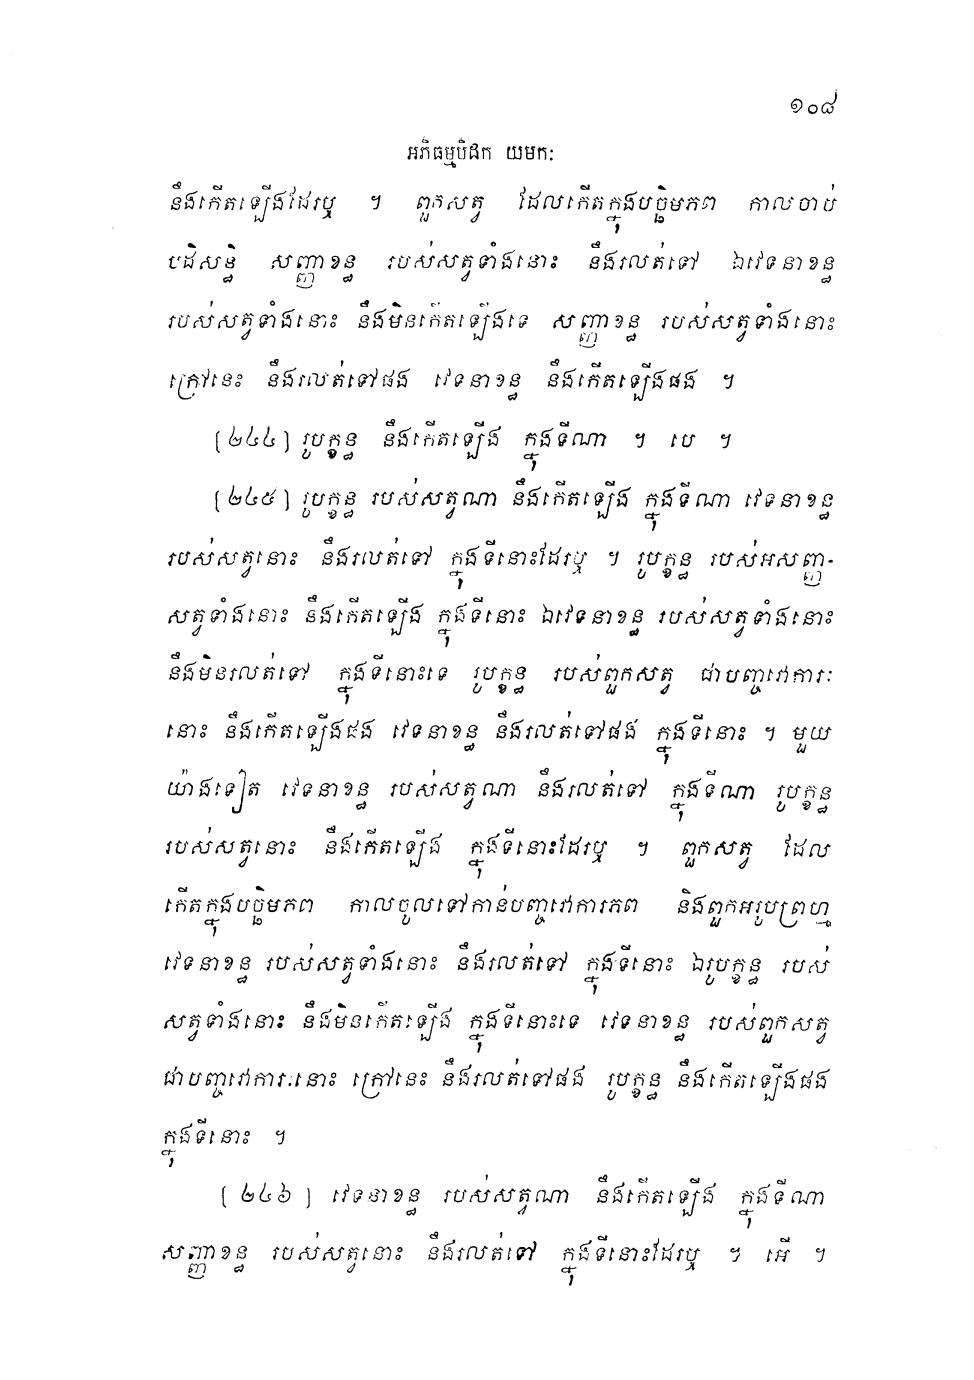 ១០៨
អភិធម្មបិដក យមកៈ
នឹងកើតឡើងដែរឬ ។ ពួកសត្វ ដែលកើតក្នុងបច្ឆិមភព កាលចាប់
បដិសន្ធិ សញ្ញាខន្ធ របស់សត្វទាំងនោះ នឹងរលត់ទៅ ឯវេទនាខន្ធ
របស់សត្វទាំងនោះ នឹងមិនកើតឡើងទេ សញ្ញាខន្ធ របស់សត្វទាំងនោះ
ក្រៅនេះ នឹងរលត់ទៅផង វេទនាខន្ធ នឹងកើតឡើងផង ។
(២៤៤) រូបក្ខន្ធ នឹងកើតឡើង ក្នុងទីណា ។ បេ ។
(២៤៥) រូបក្ខន្ធ របស់សត្វណា នឹងកើតឡើង ក្នុងទីណា វេទនាខន្ធ
របស់សត្វនោះ នឹងរលត់ទៅ ក្នុងទីនោះដែរឬ ។ រូបក្ខន្ធ របស់អសញ្ញ-
សត្វទាំងនោះ នឹងកើតឡើង ក្នុងទីនោះ ឯវេទនាខន្ធ របស់សត្វទាំងនោះ
នឹងមិនរលត់ទៅ ក្នុងទីនោះទេ រូបក្ខន្ធ របស់ពួកសត្វ ជាបញ្ចវោការៈ
នោះ នឹងកើតឡើងផង វេទនាខន្ធ នឹងរលត់ទៅផង ក្នុងទីនោះ ។ មួយ
យ៉ាងទៀត វេទនាខន្ធ របស់សត្វណា នឹងរលត់ទៅ ក្នុងទីណា រូបក្ខន្ធ
របស់សត្វនោះ នឹងកើតឡើង ក្នុងទីនោះដែរឬ ។ ពួកសត្វ ដែល
កើតក្នុងបច្ឆិមភព កាលចូលទៅកាន់បញ្ចវោការភព និងពួកអរូបព្រហ្ម
វេទនាខន្ធ របស់សត្វទាំងនោះ នឹងរលត់ទៅ ក្នុងទីនោះ ឯរូបក្ខន្ធ របស់
សត្វទាំងនោះ នឹងមិនកើតឡើង ក្នុងទីនោះទេ វេទនាខន្ធ របស់ពួកសត្វ
ជាបញ្ចវោការៈនោះ ក្រៅនេះ នឹងរលត់ទៅផង រូបក្ខន្ធ នឹងកើតឡើងផង
ក្នុងទីនោះ ។
(២៤៦) វេទនាខន្ធ របស់សត្វណា នឹងកើតឡើង ក្នុងទីណា
សញ្ញាខន្ធ របស់សត្វនោះ នឹងរលត់ទៅ ក្នុងទីនោះដែរឬ ។ អើ ។